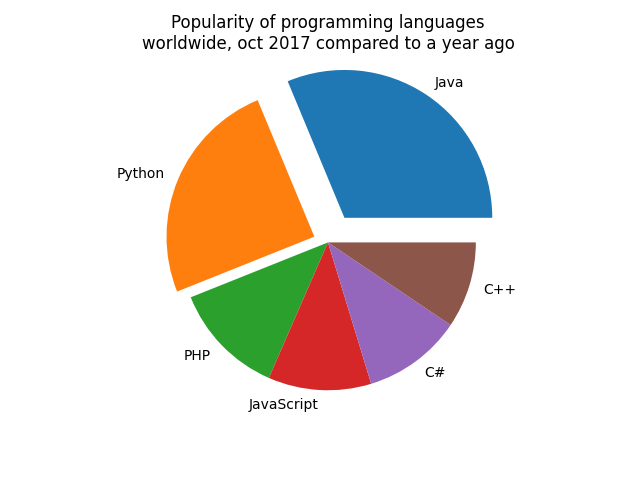 Popularity of programming languages
worldwide, oct 2017 compared to a year ago
Java
Python
C++
PHP
C#
JavaScript